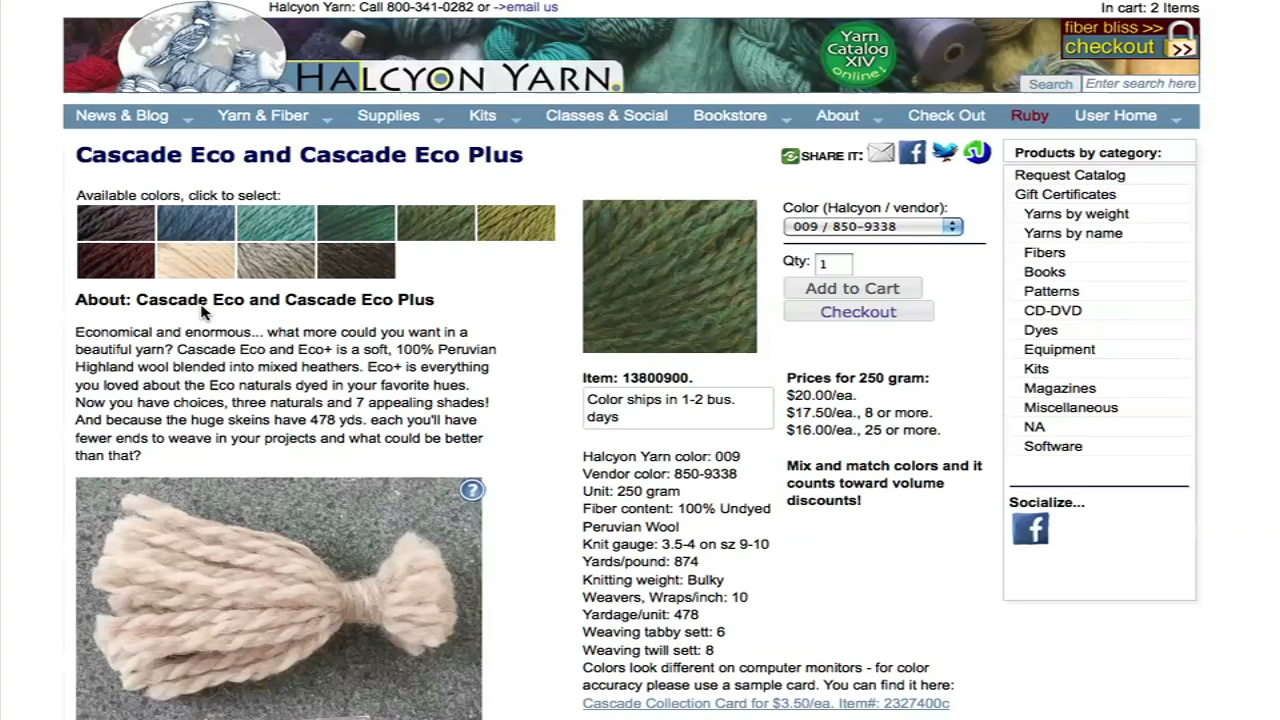 Halcyon Yarn: Call 800-341-0282 or ->email us
In cart: 2 Items
HALCYON YARN.
Yarn
Catalog
XIV
online!
fiber bliss >>
checkout >>
Search
Enter search here
News & Blog
Yarn & Fiber
Supplies
Kits
Classes & Social
Bookstore
About
Check Out
Ruby
User Home
Cascade Eco and Cascade Eco Plus
SHARE IT:
Available colors, click to select:
About: Cascade Eco and Cascade Eco Plus
Economical and enormous... what more could you want in a
beautiful yarn? Cascade Eco and Eco+ is a soft, 100% Peruvian
Highland wool blended into mixed heathers. Eco+ is everything
you loved about the Eco naturals dyed in your favorite hues.
Now you have choices, three naturals and 7 appealing shades!
And because the huge skeins have 478 yds. each you'll have
fewer ends to weave in your projects and what could be better
than that?
?
Color (Halcyon / vendor):
009 / 850-9338
Qty: 1
Add to Cart
Checkout
Item: 13800900.
Color ships in 1-2 bus.
days
Prices for 250 gram:
$20.00/ea.
$17.50/ea., 8 or more.
$16.00/ea., 25 or more.
Mix and match colors and it
counts toward volume
discounts!
Halcyon Yarn color: 009
Vendor color: 850-9338
Unit: 250 gram
Fiber content: 100% Undyed
Peruvian Wool
Knit gauge: 3.5-4 on sz 9-10
Yards/pound: 874
Knitting weight: Bulky
Weavers, Wraps/inch: 10
Yardage/unit: 478
Weaving tabby sett: 6
Weaving twill sett: 8
Colors look different on computer monitors - for color
accuracy please use a sample card. You can find it here:
Cascade Collection Card for $3.50/ea. Item#: 2327400c
Products by category:
Request Catalog
Gift Certificates
Yarns by weight
Yarns by name
Fibers
Books
Patterns
CD-DVD
Dyes
Equipment
Kits
Magazines
Miscellaneous
NA
Software
Socialize...